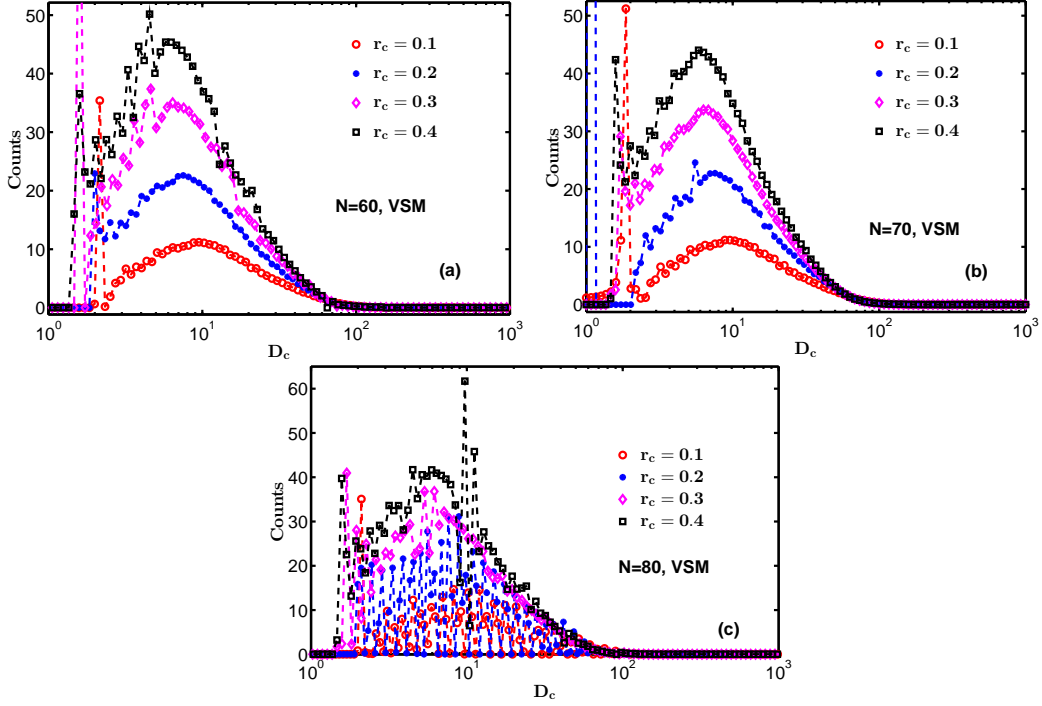 50
40
30
20
10
0
Counts
r_c = 0.1
r_c = 0.2
r_c = 0.3
r_c = 0.4
N=60, VSM
(a)
10^0
10^1
10^2
10^3
D_c
50
40
30
20
10
0
Counts
r_c = 0.1
r_c = 0.2
r_c = 0.3
r_c = 0.4
N=70, VSM
(b)
10^0
10^1
10^2
10^3
D_c
60
50
40
30
20
10
0
Counts
r_c = 0.1
r_c = 0.2
r_c = 0.3
r_c = 0.4
N=80, VSM
(c)
10^0
10^1
10^2
10^3
D_c